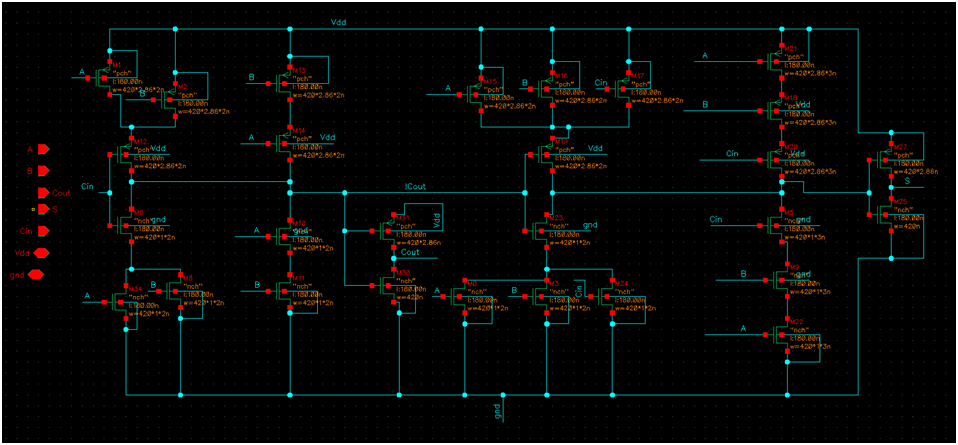 Vdd
A
M1
"pch"
l:180.00n
w=420*2.86*2n
B
M2
"pch"
l:180.00n
w=420*2.86*2n
B
M13
"pch"
l:180.00n
w=420*2.86*2n
A
M15
"pch"
l:180.00n
w=420*2.86*2n
B
M16
"pch"
l:180.00n
w=420*2.86*2n
Cin
M17
"pch"
l:180.00n
w=420*2.86*2n
A
M21
"pch"
l:180.00n
w=420*2.86*3n
B
M19
"pch"
Vdd
l:180.00n
w=420*2.86*3n
M12
"pch"
Vdd
l:180.00n
w=420*2.86*2n
A
M14
"pch"
Vdd
l:180.00n
w=420*2.86*2n
"pch"
Vdd
l:180.00n
w=420*2.86*2n
Cin
M20
"pch"
Vdd
l:180.00n
w=420*2.86*3n
M27
"pch"
l:180.00n
w=420*2.86n
S
A
B
Cout
S
Cin
Vdd
gnd
Cin
"nch"
gnd
l:180.00n
w=420*1*2n
!Cout
A
M10
"nch"
gnd
l:180.00n
w=420*1*2n
M31
"pch"
Vdd
l:180.00n
w=420*2.86n
Cout
M23
"nch"
gnd
l:180.00n
w=420*1*2n
Cin
M5
"nch"
gnd
l:180.00n
w=420*1*3n
M25
"nch"
l:180.00n
w=420n
A
M34
"nch"
l:180.00n
w=420*1*2n
B
"nch"
l:180.00n
w=420*1*2n
B
M11
"nch"
l:180.00n
w=420*1*2n
M30
"nch"
l:180.00n
w=420n
A
"nch"
l:180.00n
w=420*1*2n
B
M3
"nch"
l:180.00n
w=420*1*2n
Cin
M24
"nch"
l:180.00n
w=420*1*2n
B
"nch"
gnd
l:180.00n
w=420*1*3n
A
M22
"nch"
l:180.00n
w=420*1*3n
gnd